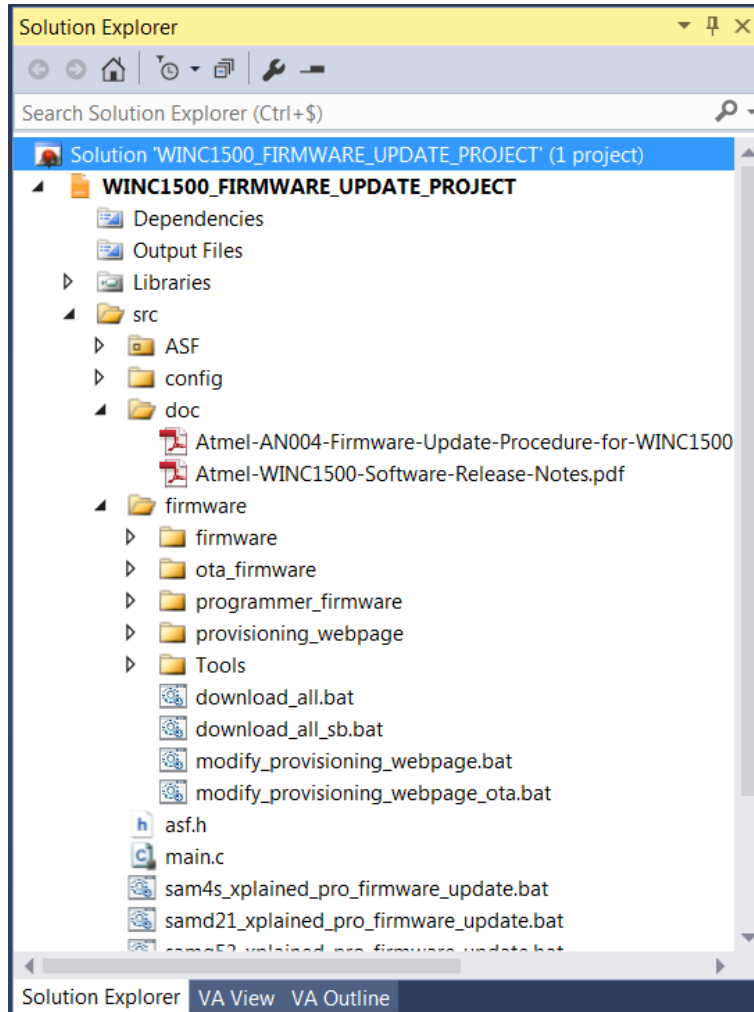 Solution Explorer
Search Solution Explorer (Ctrl+$)
Solution 'WINC1500_FIRMWARE_UPDATE_PROJECT' (1 project)
WINC1500_FIRMWARE_UPDATE_PROJECT
Dependencies
Output Files
Libraries
src
ASF
config
doc
Atmel-AN004-Firmware-Update-Procedure-for-WINC1500
Atmel-WINC1500-Software-Release-Notes.pdf
firmware
firmware
ota_firmware
programmer_firmware
provisioning_webpage
Tools
download_all.bat
download_all_sb.bat
modify_provisioning_webpage.bat
modify_provisioning_webpage_ota.bat
h asf.h
c main.c
sam4s_xplained_pro_firmware_update.bat
samd21_xplained_pro_firmware_update.bat
Solution Explorer VA View VA Outline